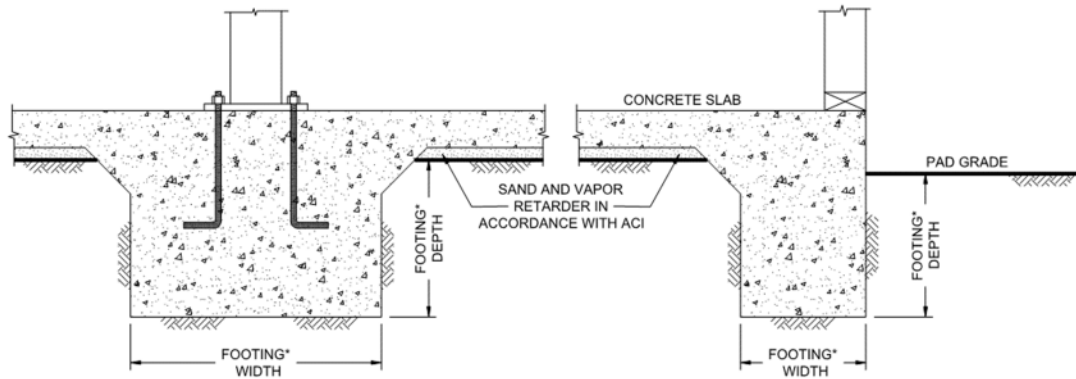 CONCRETE SLAB
PAD GRADE
SAND AND VAPOR
RETARDER IN
ACCORDANCE WITH ACI
FOOTING*
DEPTH
FOOTING*
DEPTH
FOOTING*
WIDTH
FOOTING*
WIDTH